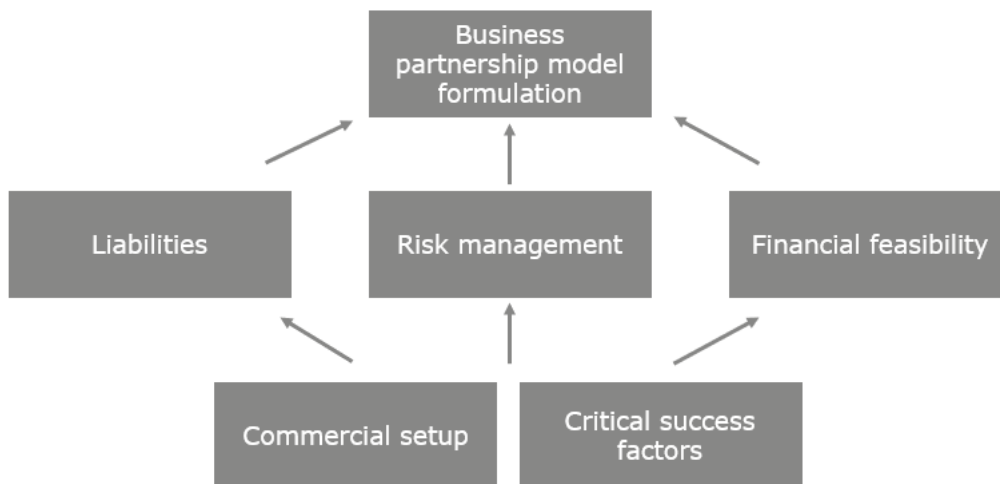 Business
partnership model
formulation
Liabilities
Risk management
Financial feasibility
Commercial setup
Critical success
factors